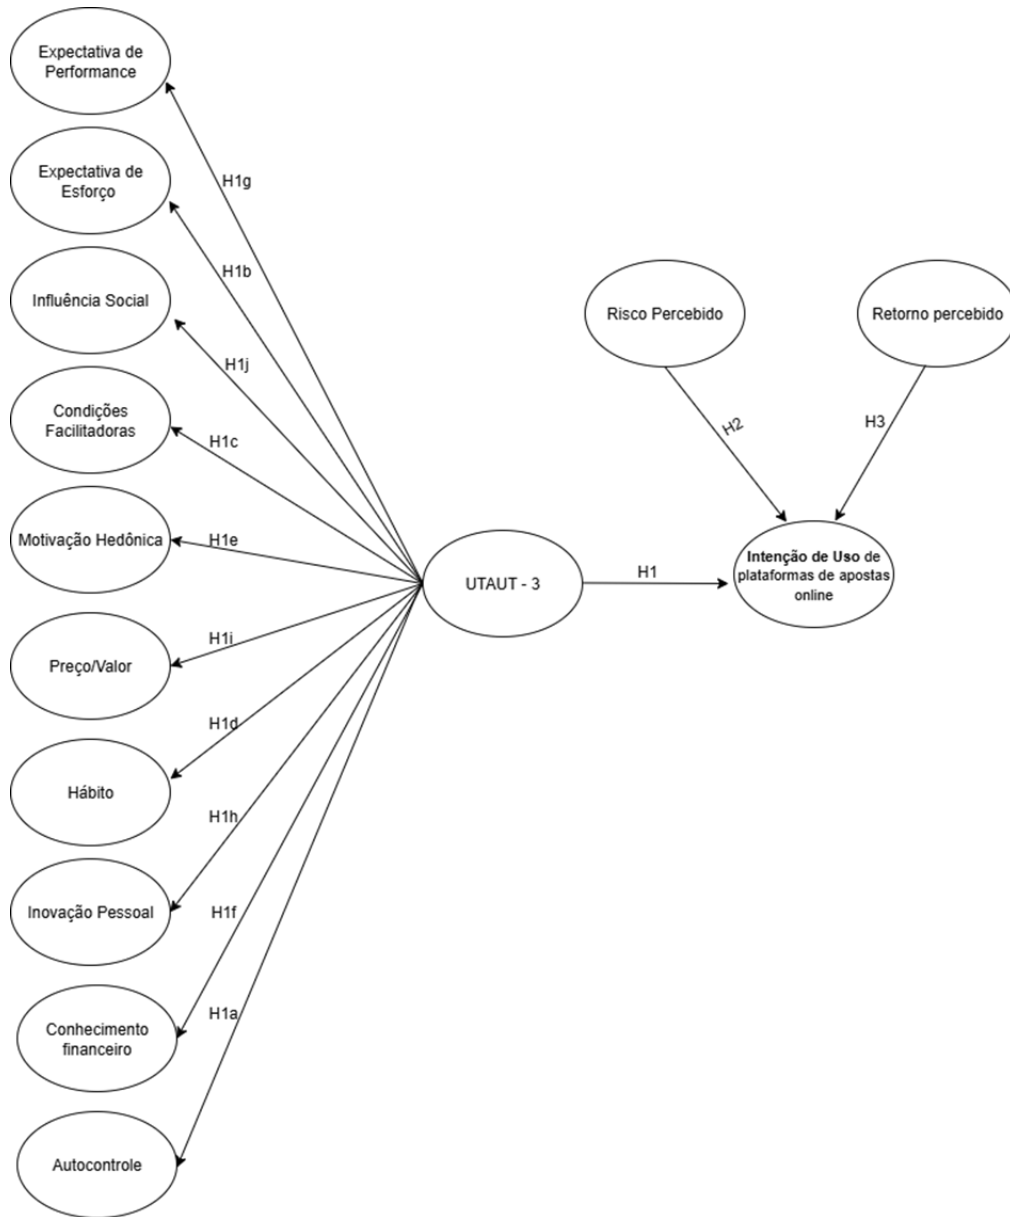 Expectativa de
Performance
H1g
Expectativa de
Esforço
H1b
Influência Social
H1j
Risco Percebido
Retorno percebido
Condições
Facilitadoras
H1c
H2
H3
Motivação Hedônica
H1e
UTAUT - 3
H1
Intenção de Uso de
plataformas de apostas
online
Preço/Valor
H1i
Hábito
H1d
Inovação Pessoal
H1h
Conhecimento
financeiro
H1f
Autocontrole
H1a